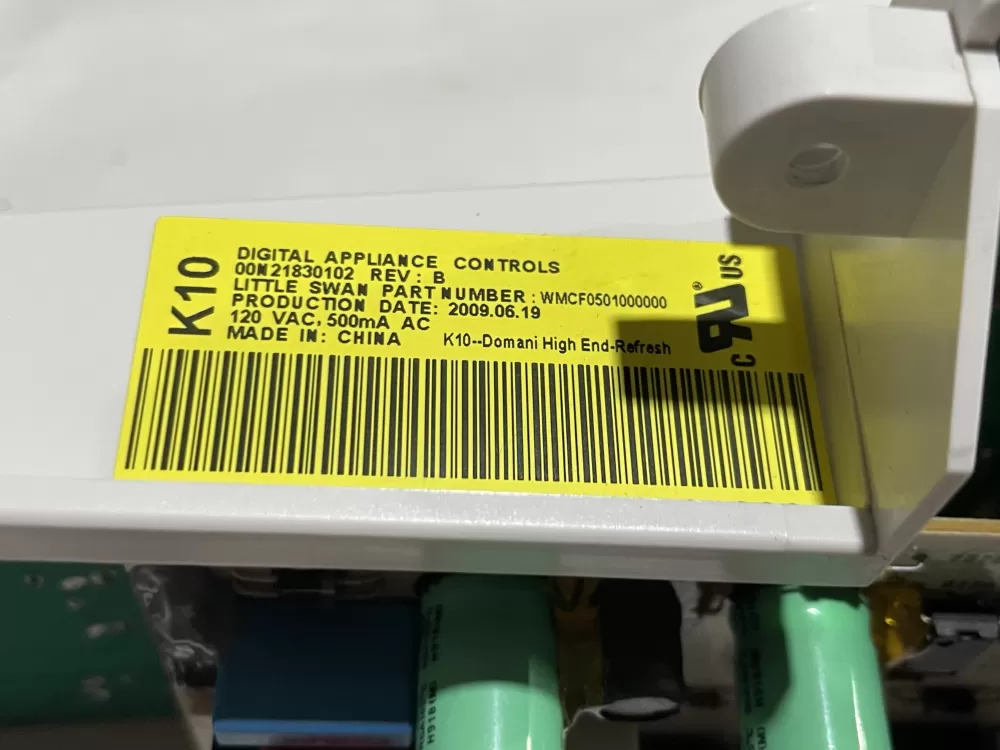 K10
DIGITAL APPLIANCE CONTROLS
00N21830102 REV: B
LITTLE SWAN PART NUMBER: WMCF0501000000
PRODUCTION DATE: 2009.06.19
120 VAC, 500mA AC
MADE IN: CHINA K10--Domani High End-Refresh
C UR® US